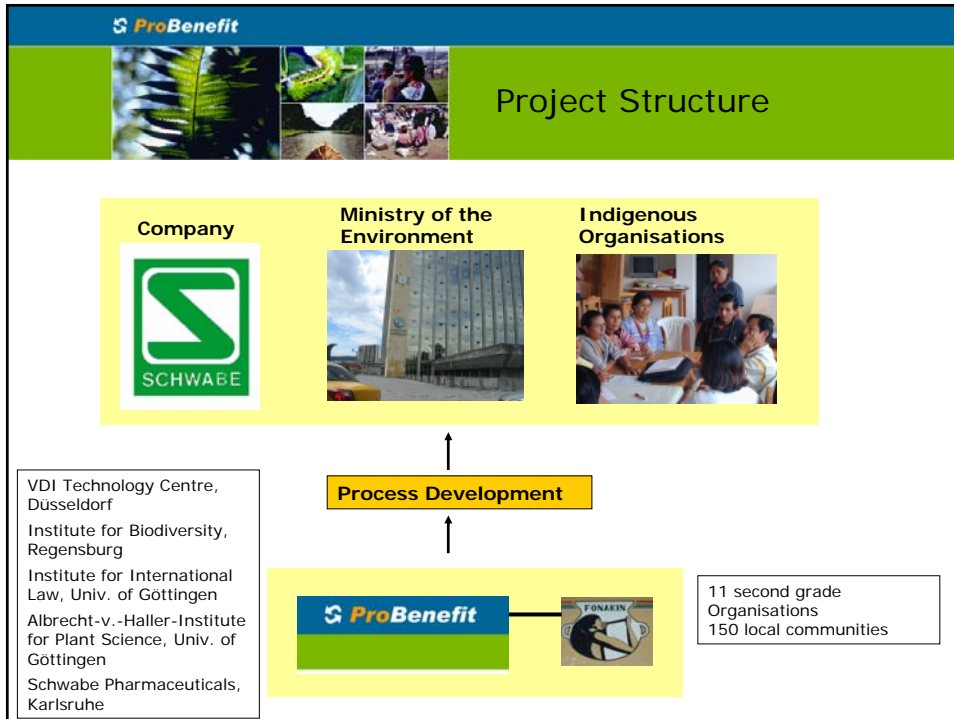 ProBenefit
Project Structure
Company
Ministry of the
Environment
Indigenous
Organisations
SCHWABE
Process Development
VDI Technology Centre,
Düsseldorf
Institute for Biodiversity,
Regensburg
Institute for International
Law, Univ. of Göttingen
Albrecht-v.-Haller-Institute
for Plant Science, Univ. of
Göttingen
Schwabe Pharmaceuticals,
Karlsruhe
ProBenefit
FONAKIN
11 second grade
Organisations
150 local communities